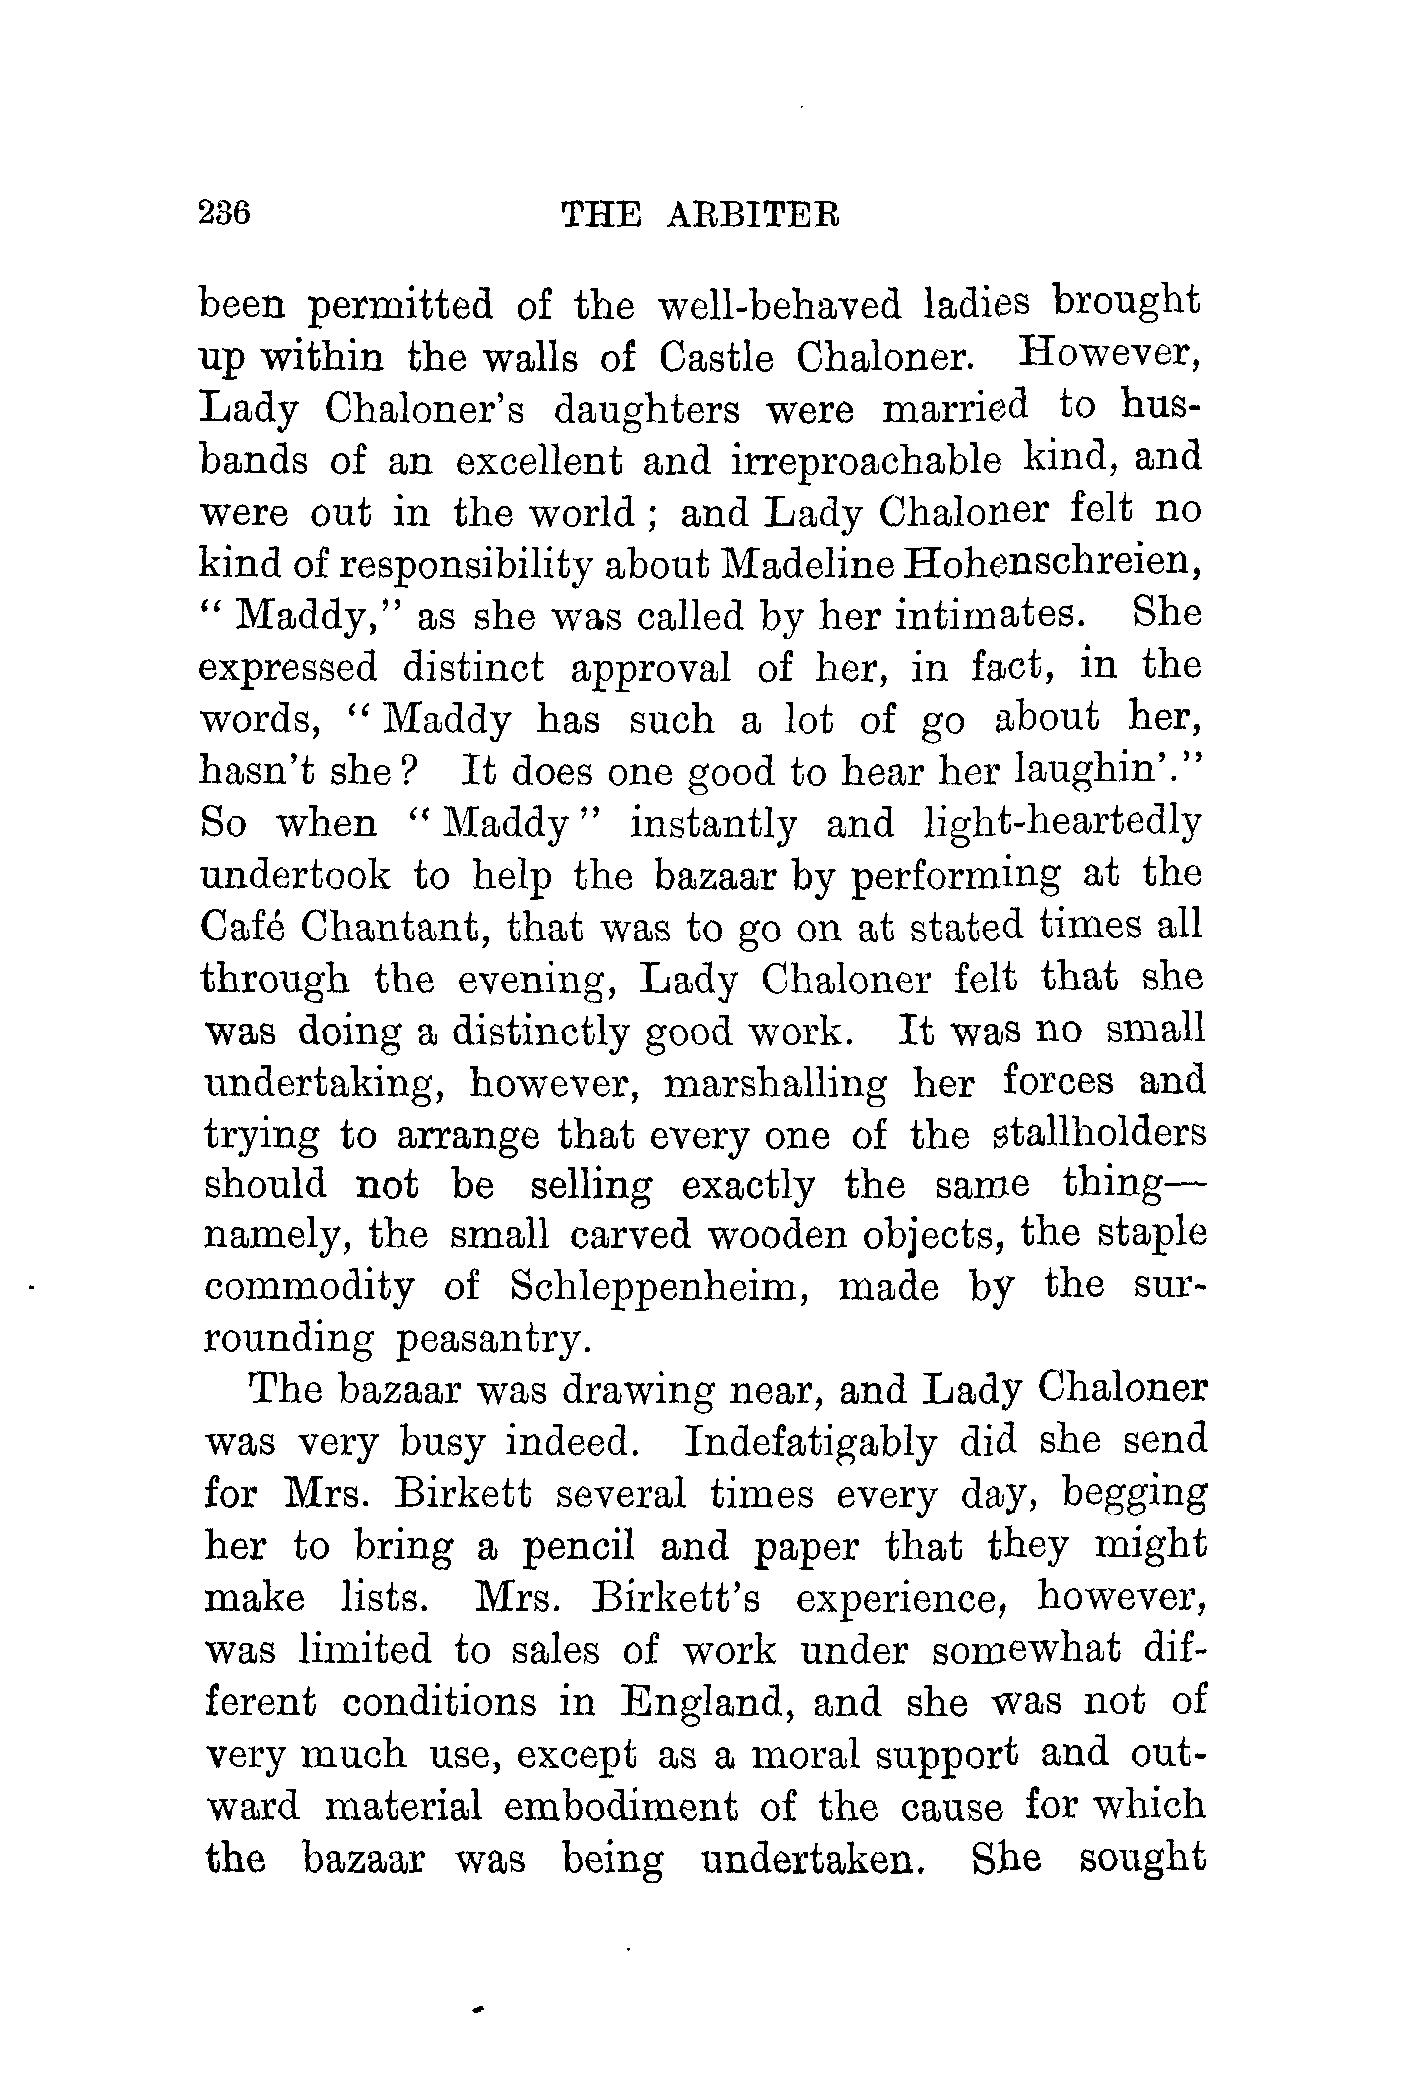 236 THE ARBITER
been permitted of the well-behaved ladies brought
up within the walls of Castle Chaloner. However,
Lady Chaloner's daughters were married to hus-
bands of an excellent and irreproachable kind, and
were out in the world ; and Lady Chaloner felt no
kind of responsibility about Madeline Hohenschreien,
“ Maddy,” as she was called by her intimates. She
expressed distinct approval of her, in fact, in the
words, “ Maddy has such a lot of go about her,
hasn't she ? It does one good to hear her laughin'.”
So when “ Maddy ” instantly and light-heartedly
undertook to help the bazaar by performing at the
Café Chantant, that was to go on at stated times all
through the evening, Lady Chaloner felt that she
was doing a distinctly good work. It was no small
undertaking, however, marshalling her forces and
trying to arrange that every one of the stallholders
should not be selling exactly the same thing—
namely, the small carved wooden objects, the staple
commodity of Schleppenheim, made by the sur-
rounding peasantry.
The bazaar was drawing near, and Lady Chaloner
was very busy indeed. Indefatigably did she send
for Mrs. Birkett several times every day, begging
her to bring a pencil and paper that they might
make lists. Mrs. Birkett's experience, however,
was limited to sales of work under somewhat dif-
ferent conditions in England, and she was not of
very much use, except as a moral support and out-
ward material embodiment of the cause for which
the bazaar was being undertaken. She sought